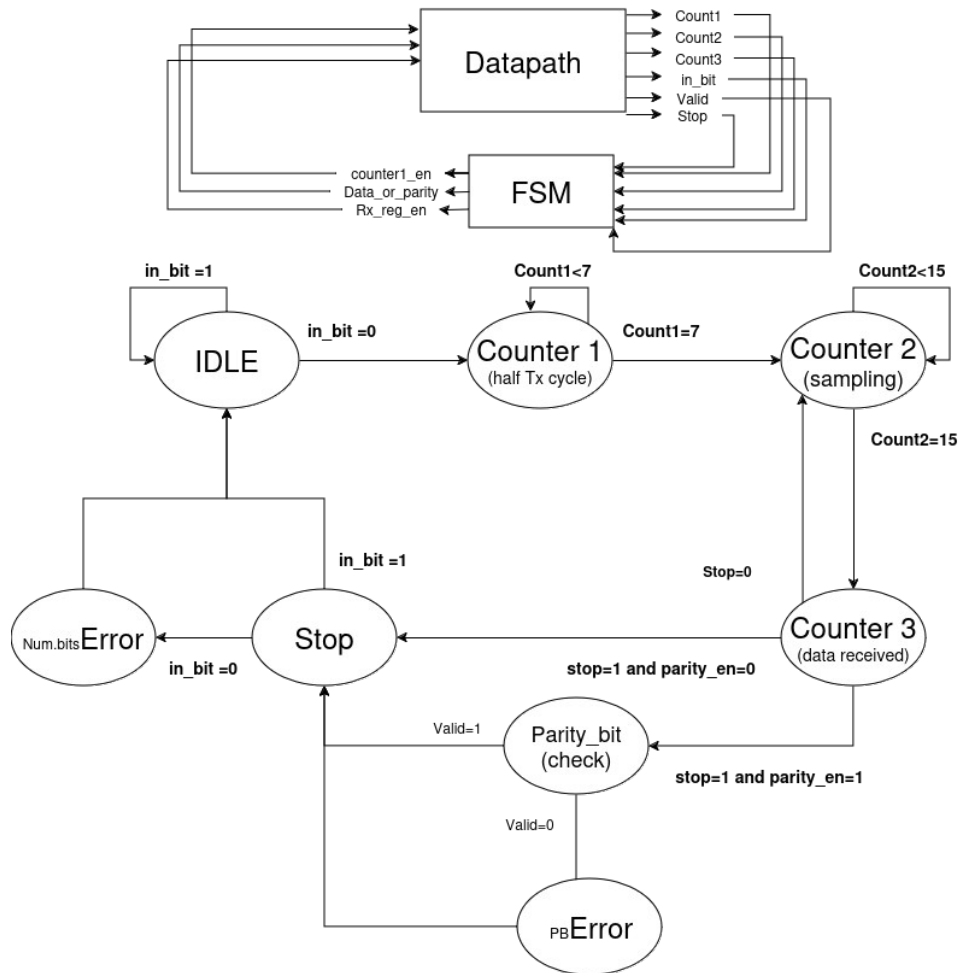 Datapath
Count1
Count2
Count3
in_bit
Valid
Stop
counter1_en
Data_or_parity
Rx_reg_en
FSM
in_bit =1
Count1<7
Count2<15
in_bit =0
Count1=7
IDLE
Counter 1
(half Tx cycle)
Counter 2
(sampling)
Count2=15
in_bit =1
Stop=0
Num.bitsError
Stop
Counter 3
(data received)
in_bit =0
stop=1 and parity_en=0
Valid=1
Parity_bit
(check)
stop=1 and parity_en=1
Valid=0
PBError